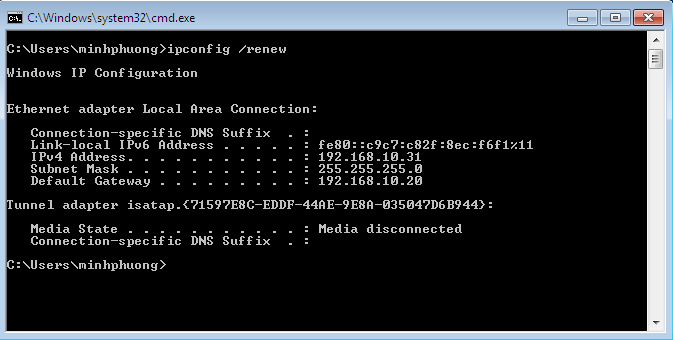 C:\Windows\system32\cmd.exe
C:\Users\minhphuong>ipconfig /renew
Windows IP Configuration
Ethernet adapter Local Area Connection:
   Connection-specific DNS Suffix  . :
   Link-local IPv6 Address . . . . . : fe80::c9c7:c82f:8ec:f6f1%11
   IPv4 Address. . . . . . . . . . . : 192.168.10.31
   Subnet Mask . . . . . . . . . . . : 255.255.255.0
   Default Gateway . . . . . . . . . : 192.168.10.20
Tunnel adapter isatap.{71597E8C-EDDF-44AE-9E8A-035047D6B944}:
   Media State . . . . . . . . . . . : Media disconnected
   Connection-specific DNS Suffix  . :
C:\Users\minhphuong>